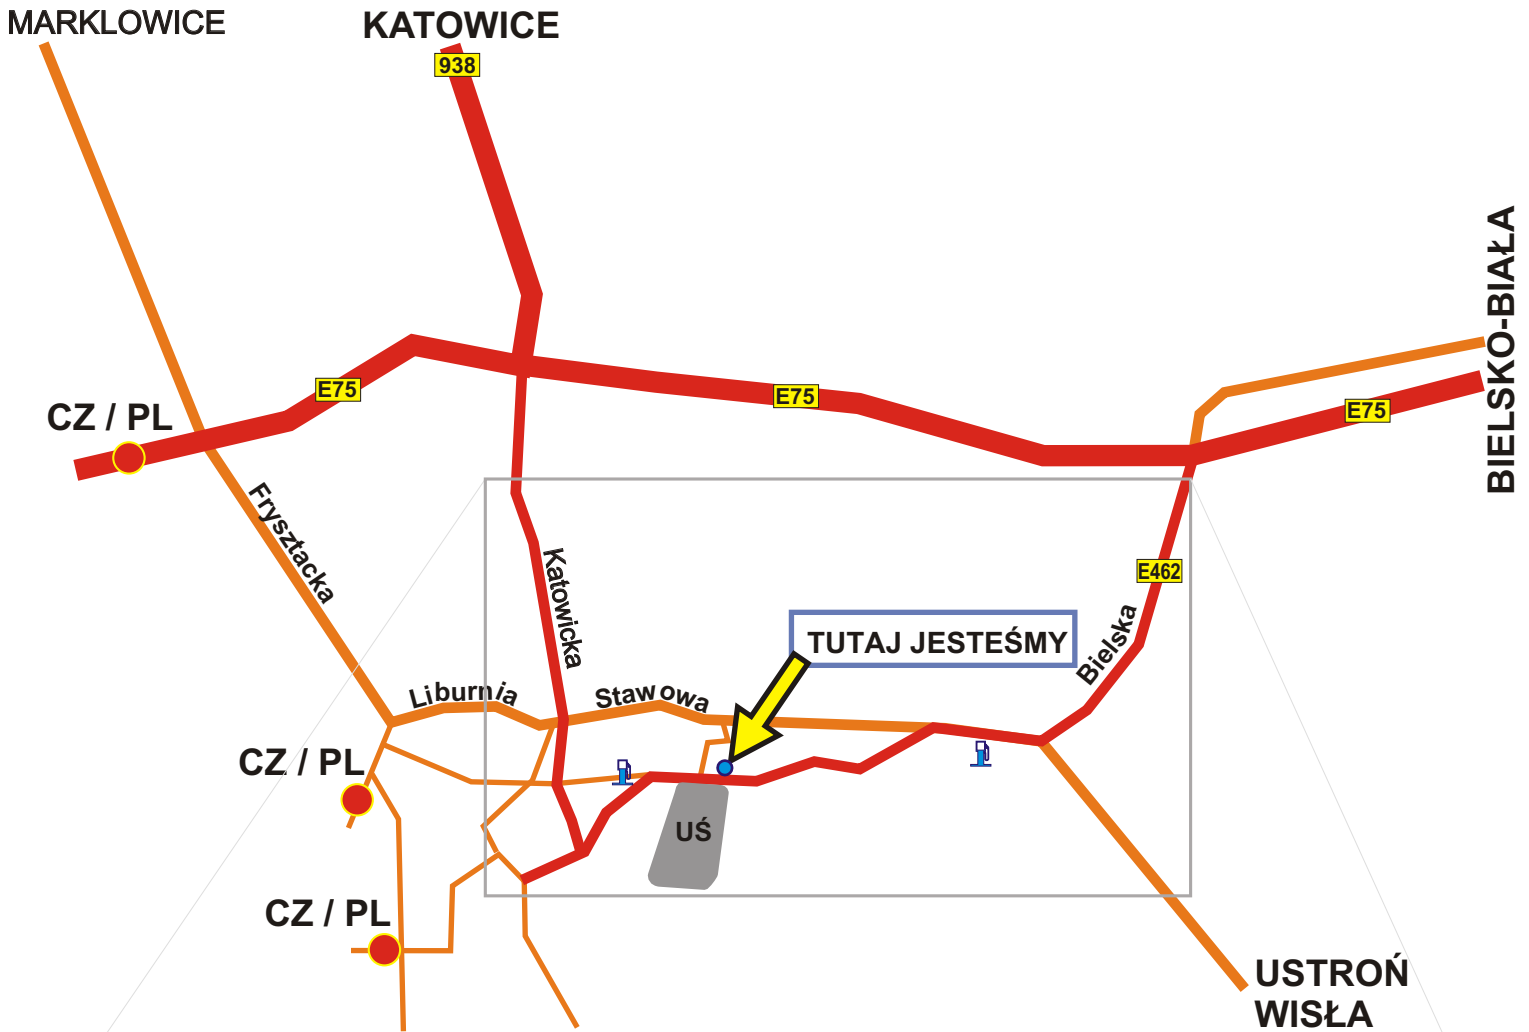 MARKLOWICE
KATOWICE
938
BIELSKO-BIAŁA
E75
E75
E75
CZ / PL
Frysztacka
Katowicka
E462
Bielska
TUTAJ JESTEŚMY
Liburnia
Stawowa
CZ / PL
UŚ
CZ / PL
USTROŃ
WISŁA